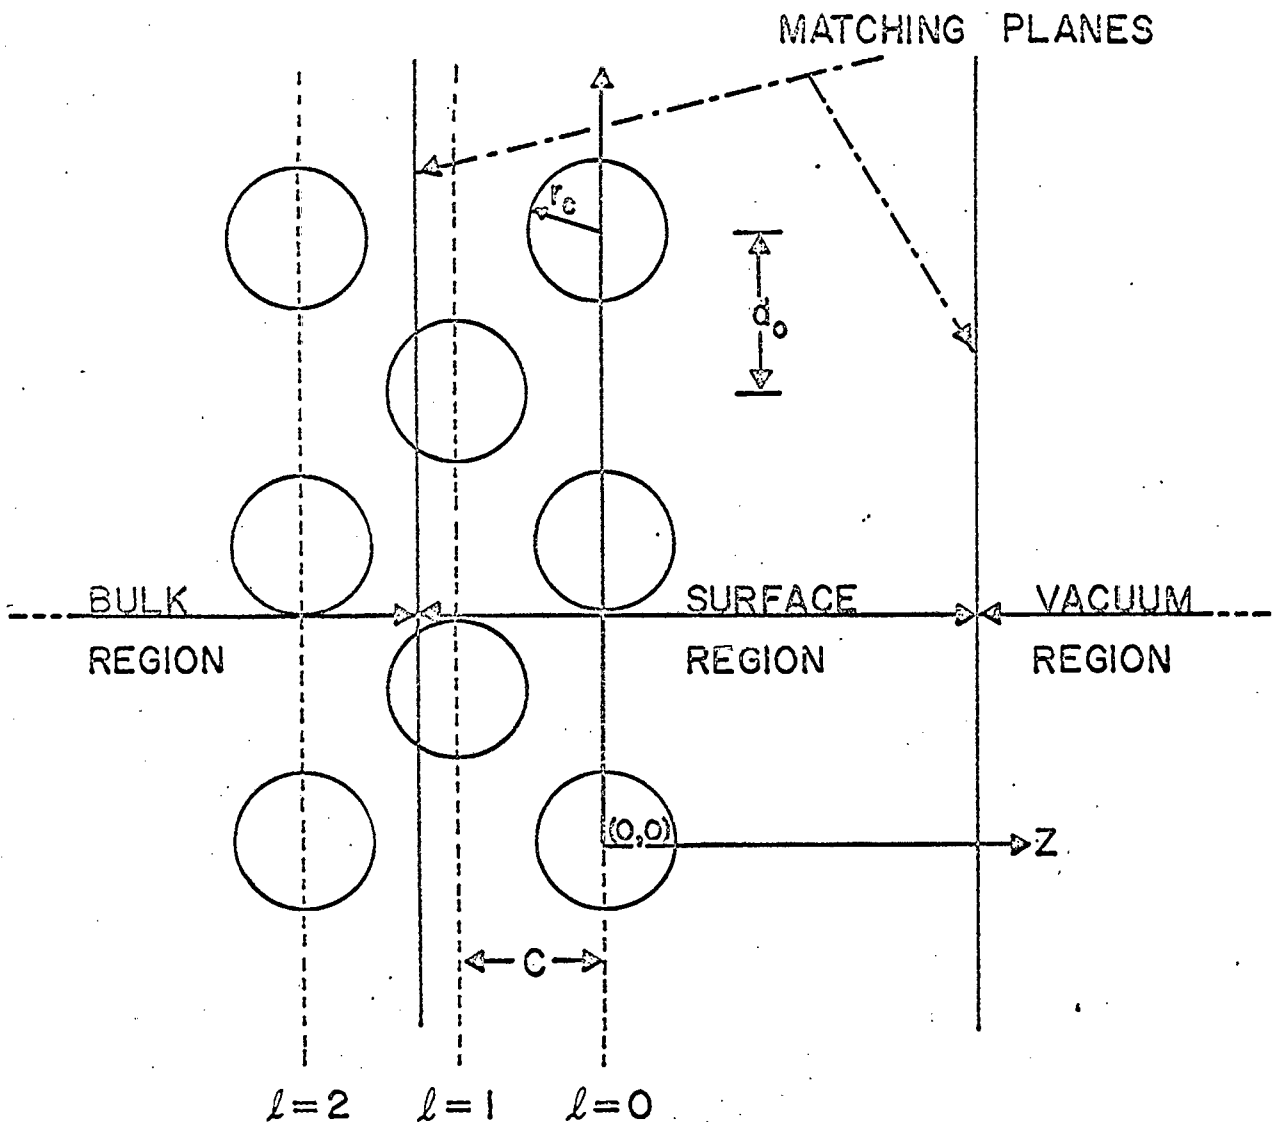 MATCHING PLANES
r_c
d_o
BULK REGION
SURFACE REGION
VACUUM REGION
(0,0)
Z
C
ℓ=2
ℓ=1
ℓ=0